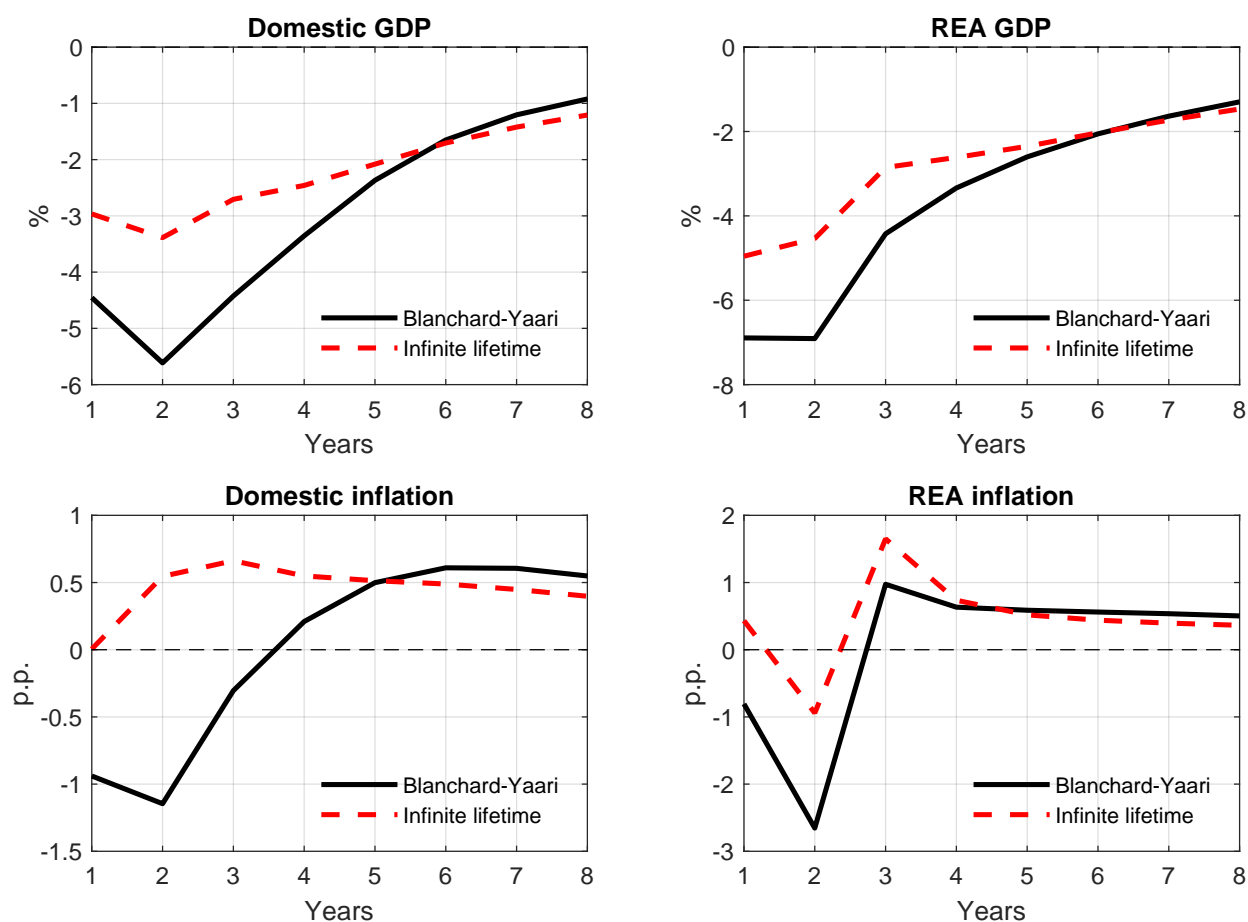 Domestic GDP
0
-1
-2
-3
-4
-5
-6
%
Blanchard-Yaari
Infinite lifetime
1 2 3 4 5 6 7 8
Years
REA GDP
0
-2
-4
-6
-8
%
Blanchard-Yaari
Infinite lifetime
1 2 3 4 5 6 7 8
Years
Domestic inflation
1
0.5
0
-0.5
-1
-1.5
p.p.
Blanchard-Yaari
Infinite lifetime
1 2 3 4 5 6 7 8
Years
REA inflation
2
1
0
-1
-2
-3
p.p.
Blanchard-Yaari
Infinite lifetime
1 2 3 4 5 6 7 8
Years